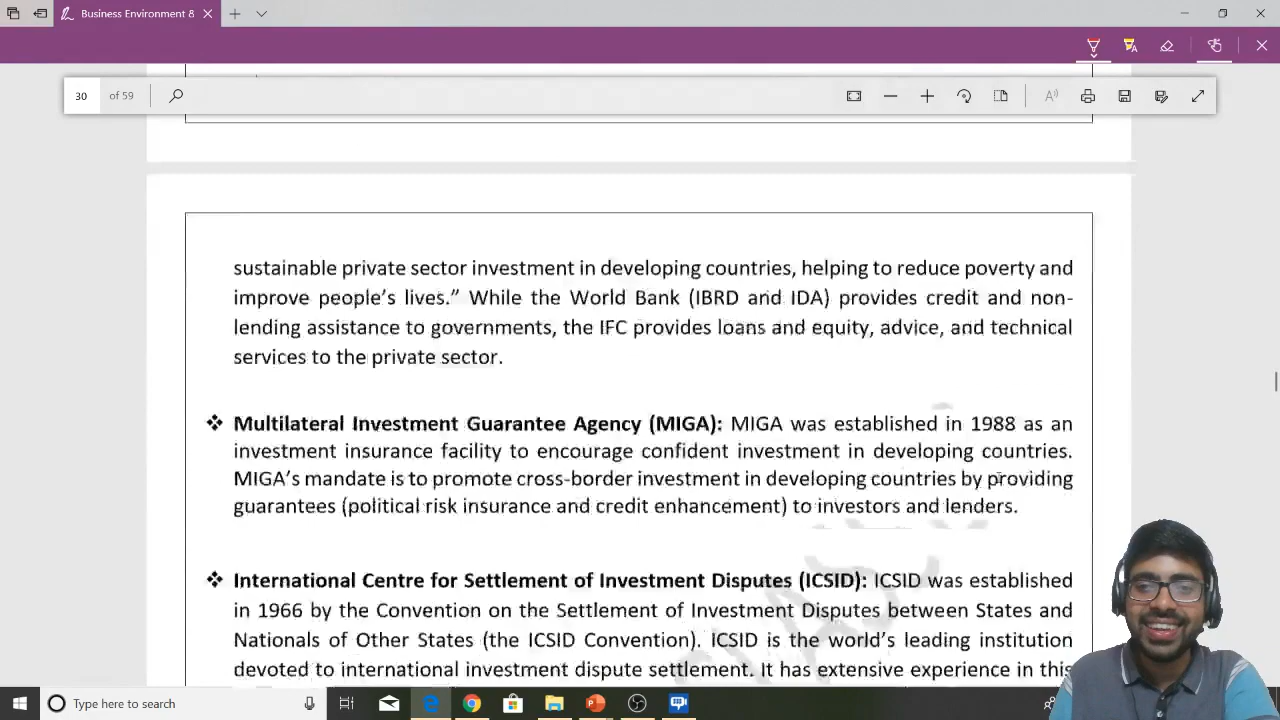 Business Environment 8
30 of 59
sustainable private sector investment in developing countries, helping to reduce poverty and
improve people's lives.” While the World Bank (IBRD and IDA) provides credit and non-
lending assistance to governments, the IFC provides loans and equity, advice, and technical
services to the private sector.
❖ Multilateral Investment Guarantee Agency (MIGA): MIGA was established in 1988 as an
investment insurance facility to encourage confident investment in developing countries.
MIGA's mandate is to promote cross-border investment in developing countries by providing
guarantees (political risk insurance and credit enhancement) to investors and lenders.
❖ International Centre for Settlement of Investment Disputes (ICSID): ICSID was established
in 1966 by the Convention on the Settlement of Investment Disputes between States and
Nationals of Other States (the ICSID Convention). ICSID is the world's leading institution
devoted to international investment dispute settlement. It has extensive experience in this
Type here to search